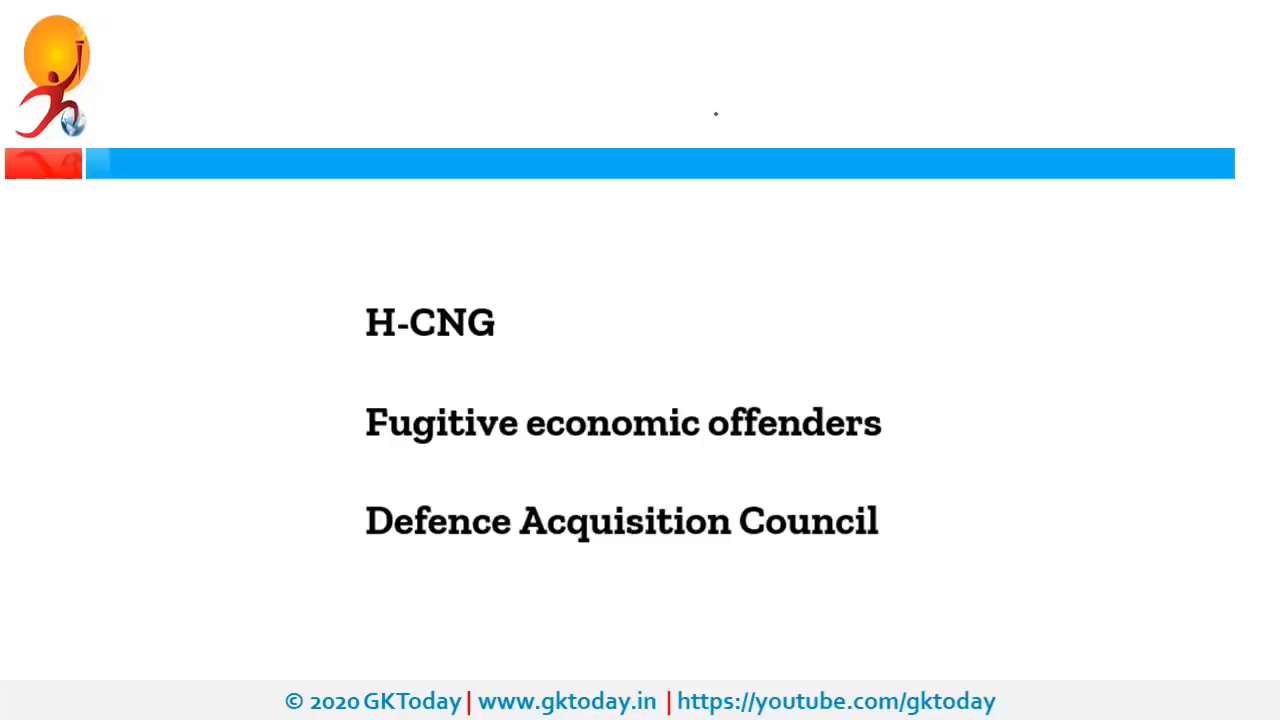 H-CNG
Fugitive economic offenders
Defence Acquisition Council
© 2020 GKToday | www.gktoday.in | https://youtube.com/gktoday